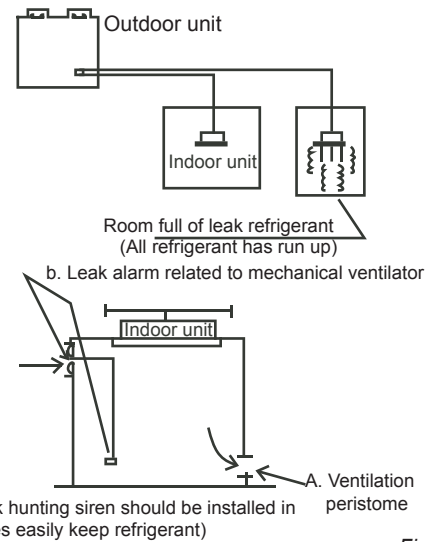 Outdoor unit
Indoor unit
Room full of leak refrigerant
(All refrigerant has run up)
b. Leak alarm related to mechanical ventilator
Indoor unit
A. Ventilation
peristome
hunting siren should be installed in
easily keep refrigerant)